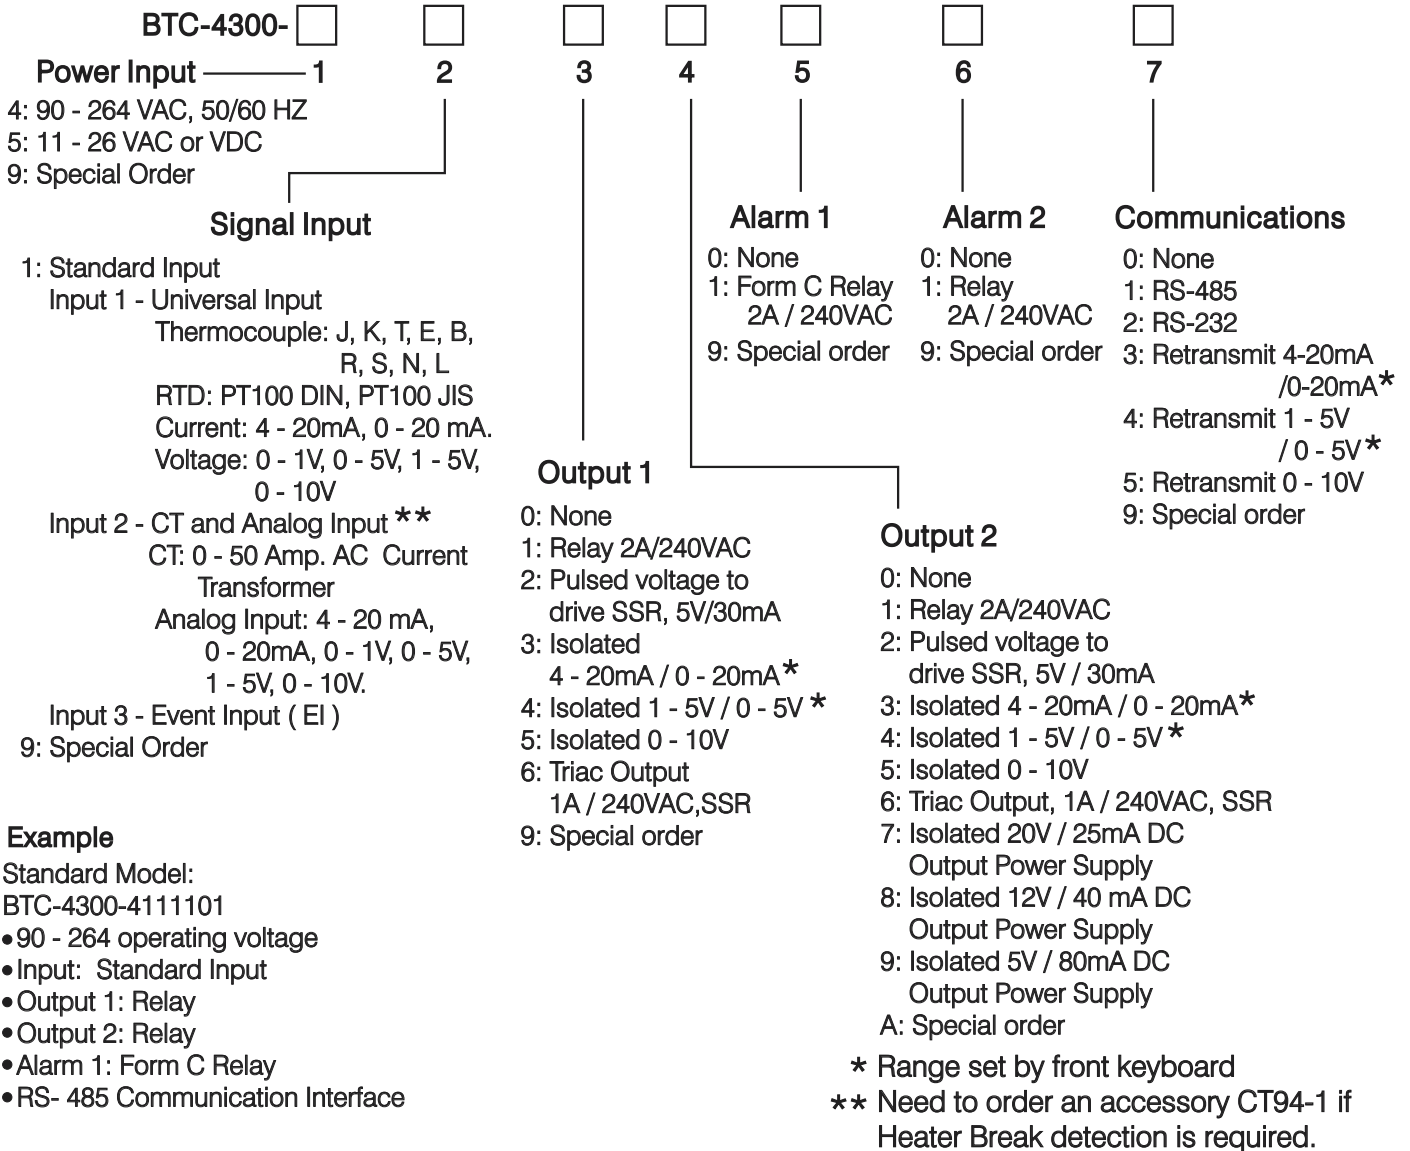 BTC-4300-
Power Input 1 2 3 4 5 6 7
4: 90 - 264 VAC, 50/60 HZ
5: 11 - 26 VAC or VDC
9: Special Order
Signal Input
1: Standard Input
Input 1 - Universal Input
Thermocouple: J, K, T, E, B,
R, S, N, L
RTD: PT100 DIN, PT100 JIS
Current: 4 - 20mA, 0 - 20 mA.
Voltage: 0 - 1V, 0 - 5V, 1 - 5V,
0 - 10V
Input 2 - CT and Analog Input **
CT: 0 - 50 Amp. AC Current
Transformer
Analog Input: 4 - 20 mA,
0 - 20mA, 0 - 1V, 0 - 5V,
1 - 5V, 0 - 10V.
Input 3 - Event Input ( EI )
9: Special Order
Output 1
0: None
1: Relay 2A/240VAC
2: Pulsed voltage to
drive SSR, 5V/30mA
3: Isolated
4 - 20mA / 0 - 20mA*
4: Isolated 1 - 5V / 0 - 5V *
5: Isolated 0 - 10V
6: Triac Output
1A / 240VAC,SSR
9: Special order
Output 2
0: None
1: Relay 2A/240VAC
2: Pulsed voltage to
drive SSR, 5V / 30mA
3: Isolated 4 - 20mA / 0 - 20mA*
4: Isolated 1 - 5V / 0 - 5V *
5: Isolated 0 - 10V
6: Triac Output, 1A / 240VAC, SSR
7: Isolated 20V / 25mA DC
Output Power Supply
8: Isolated 12V / 40 mA DC
Output Power Supply
9: Isolated 5V / 80mA DC
Output Power Supply
A: Special order
Alarm 1
0: None
1: Form C Relay
2A / 240VAC
9: Special order
Alarm 2
0: None
1: Relay
2A / 240VAC
9: Special order
Communications
0: None
1: RS-485
2: RS-232
3: Retransmit 4-20mA
/0-20mA*
4: Retransmit 1 - 5V
/ 0 - 5V *
5: Retransmit 0 - 10V
9: Special order
Example
Standard Model:
BTC-4300-4111101
•90 - 264 operating voltage
•Input: Standard Input
•Output 1: Relay
•Output 2: Relay
•Alarm 1: Form C Relay
•RS- 485 Communication Interface
* Range set by front keyboard
** Need to order an accessory CT94-1 if
Heater Break detection is required.